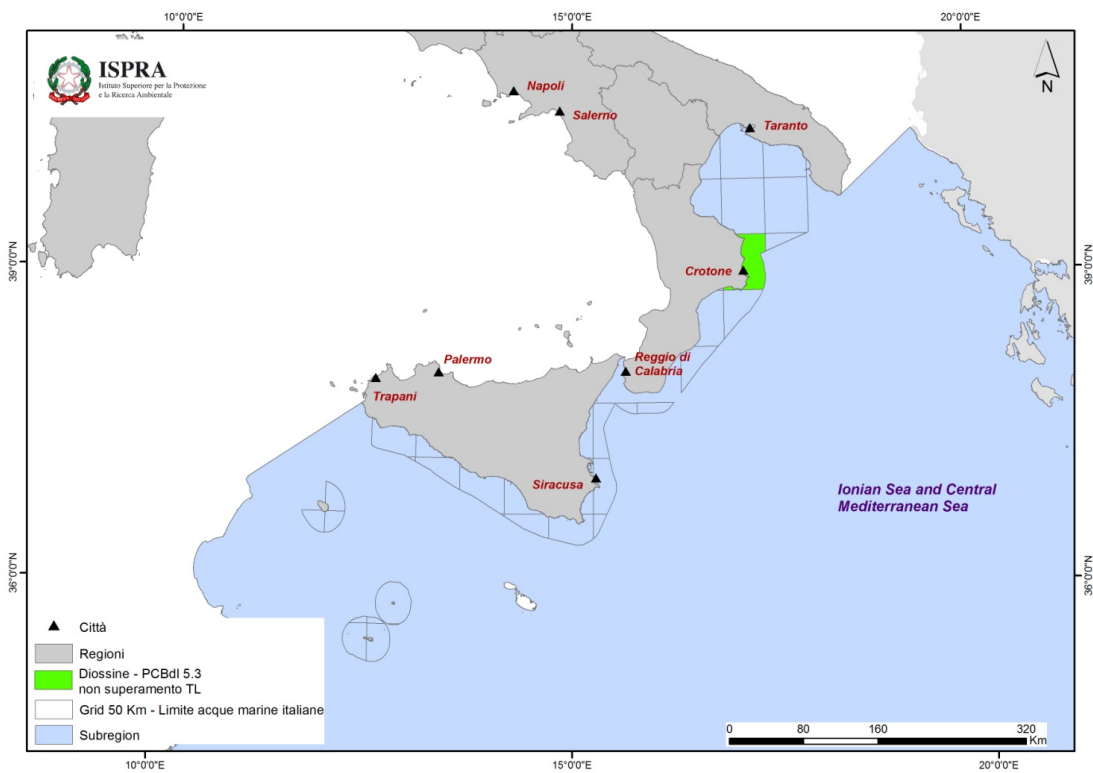 10°0'0"E 15°0'0"E 20°0'0"E
ISPRA
Istituto Superiore per la Protezione
e la Ricerca Ambientale
N
Napoli
Salerno
Taranto
39°0'0"N 39°0'0"N
Crotone
Palermo
Reggio di
Calabria
Trapani
Siracusa
Ionian Sea and Central
Mediterranean Sea
36°0'0"N 36°0'0"N
Città
Regioni
Diossine - PCBdl 5.3
non superamento TL
Grid 50 Km - Limite acque marine italiane
Subregion
0 80 160 320
Km
10°0'0"E 15°0'0"E 20°0'0"E